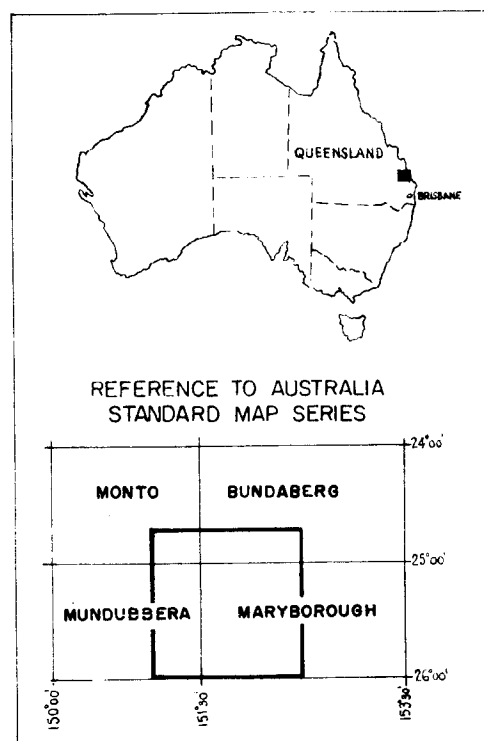 QUEENSLAND
BRISBANE
REFERENCE TO AUSTRALIA
STANDARD MAP SERIES
24°00'
MONTO BUNDABERG
25°00'
MUNDUBBERA MARYBOROUGH
26°00'
150°00'
151°30'
153°30'